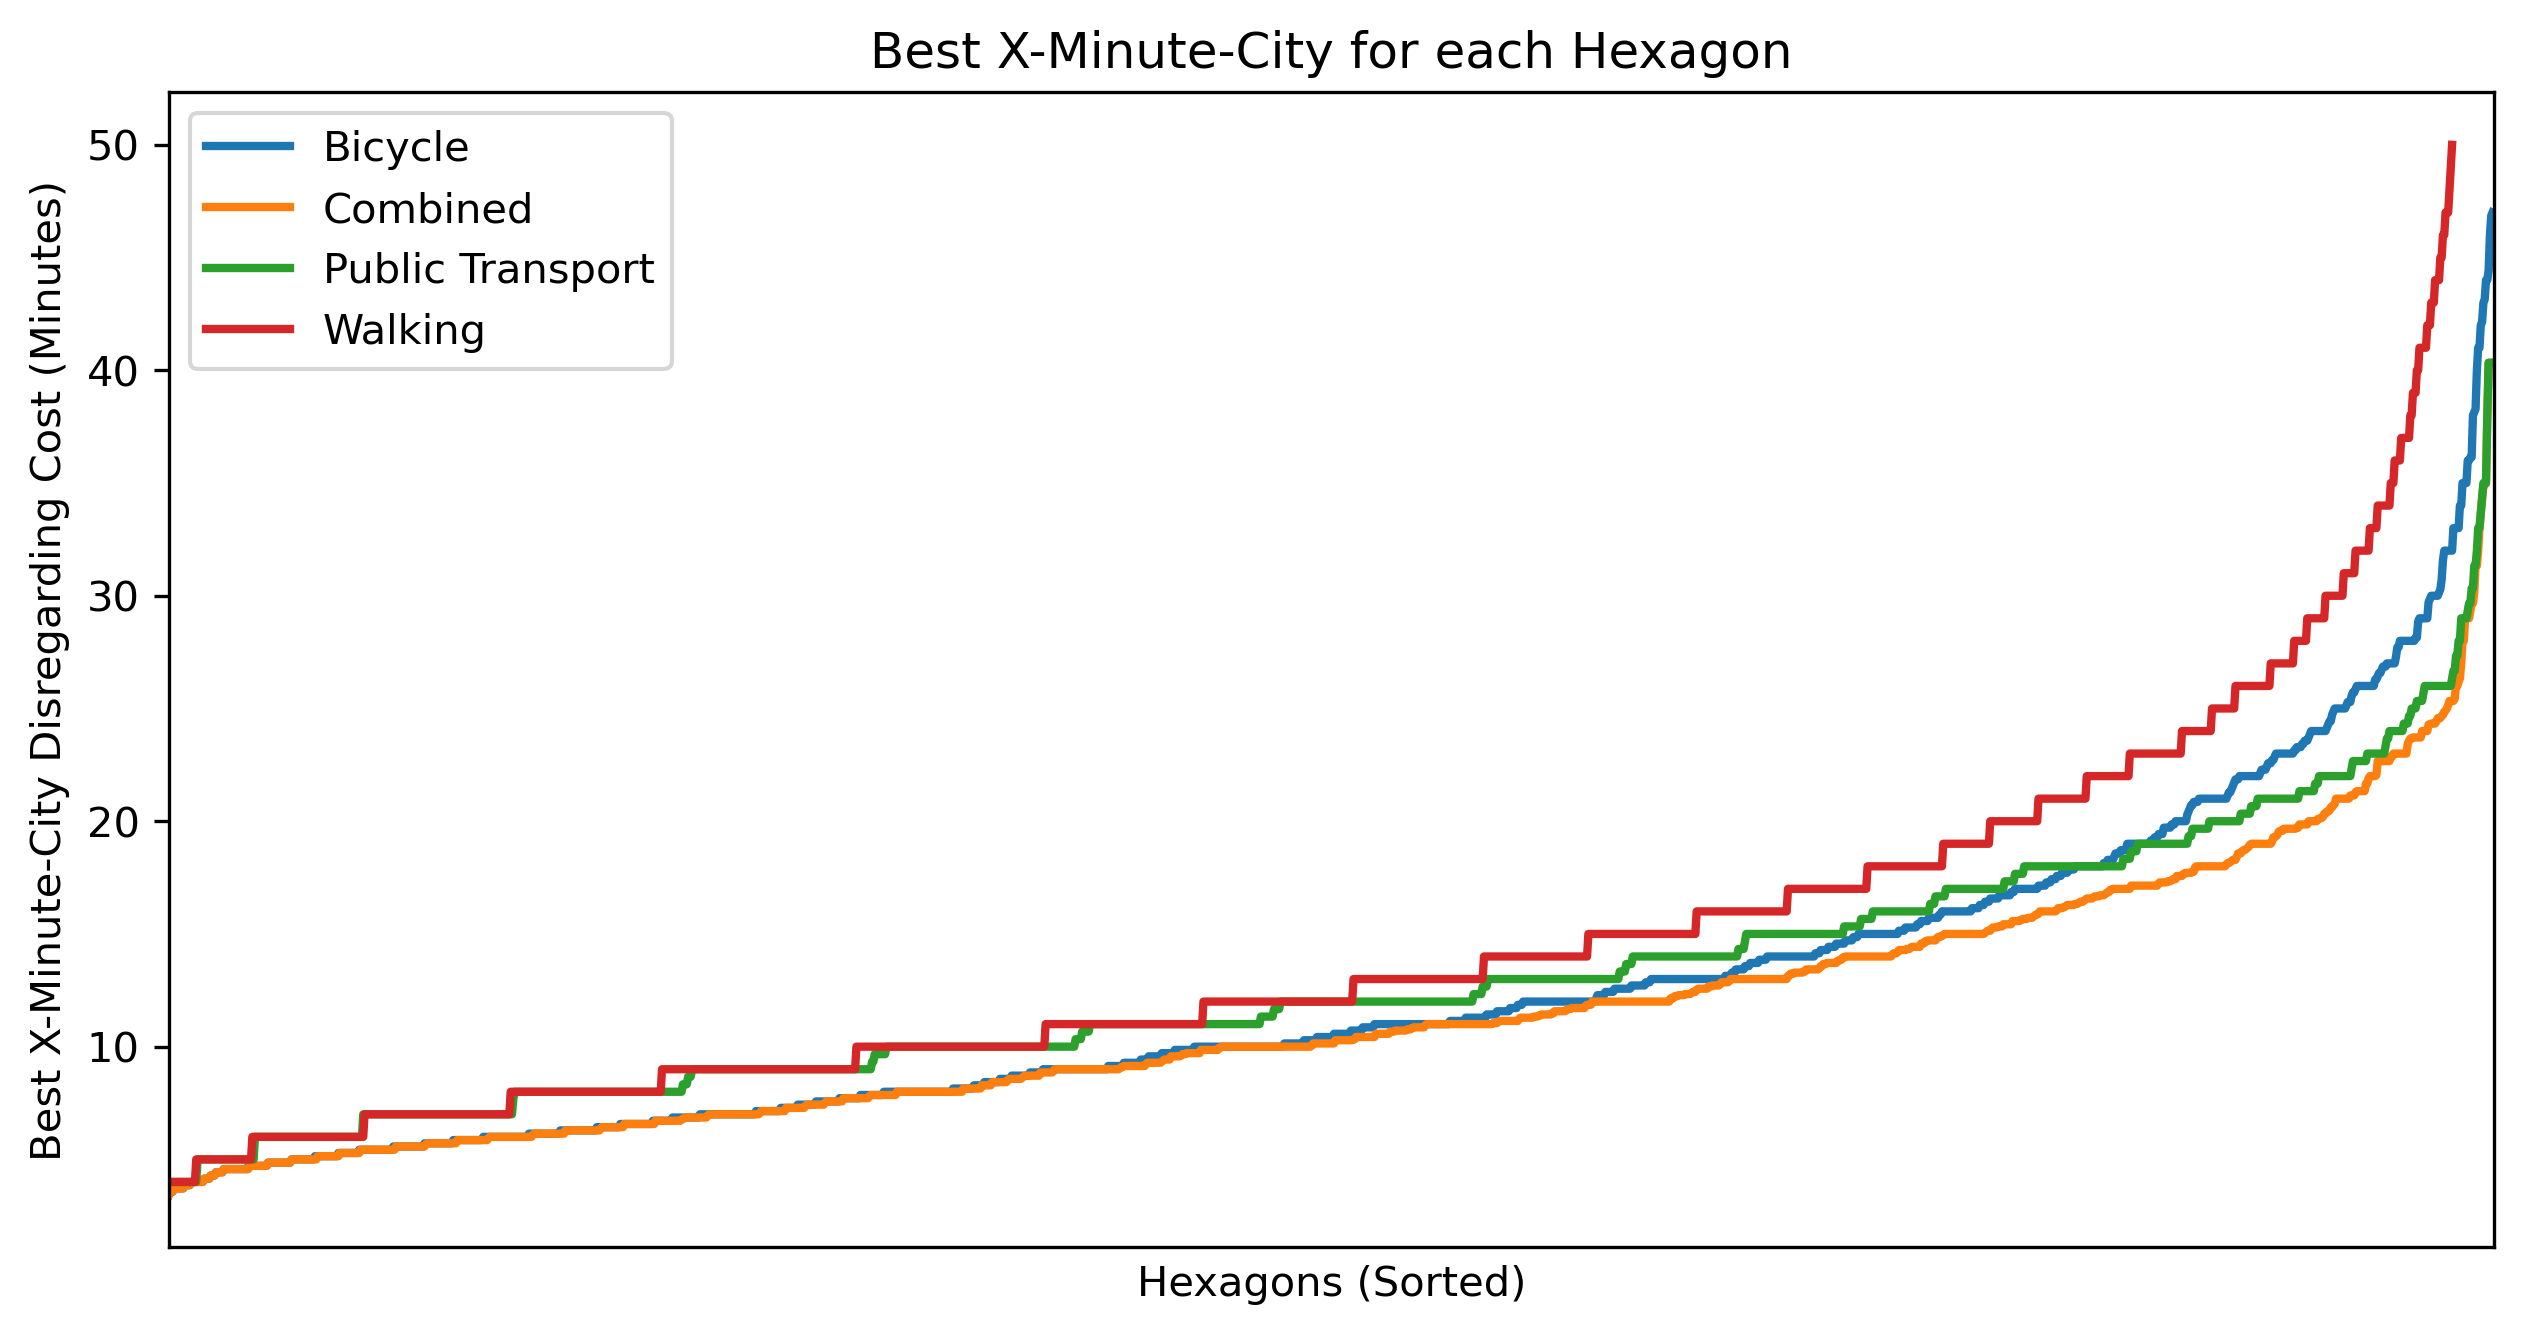 Best X-Minute-City for each Hexagon
Best X-Minute-City Disregarding Cost (Minutes)
50
40
30
20
10
Bicycle
Combined
Public Transport
Walking
Hexagons (Sorted)